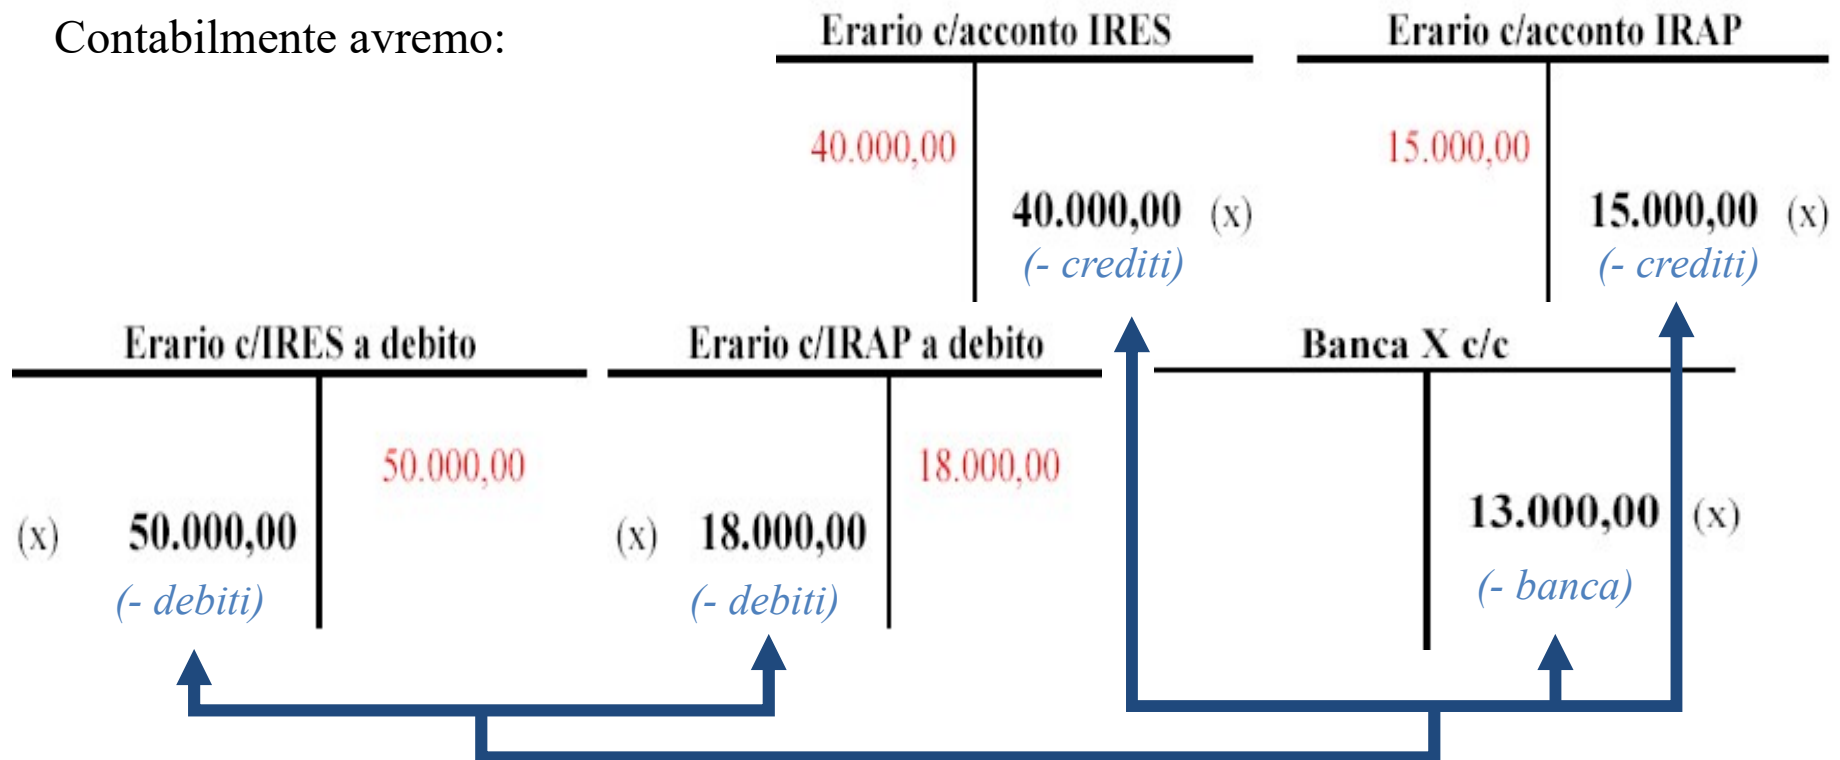 Contabilmente avremo:
Erario c/acconto IRES
Erario c/acconto IRAP
40.000,00
15.000,00
40.000,00 (x)
15.000,00 (x)
(- crediti)
(- crediti)
Erario c/IRES a debito
Erario c/IRAP a debito
Banca X c/c
50.000,00
18.000,00
(x) 50.000,00
(x) 18.000,00
13.000,00 (x)
(- debiti)
(- debiti)
(- banca)